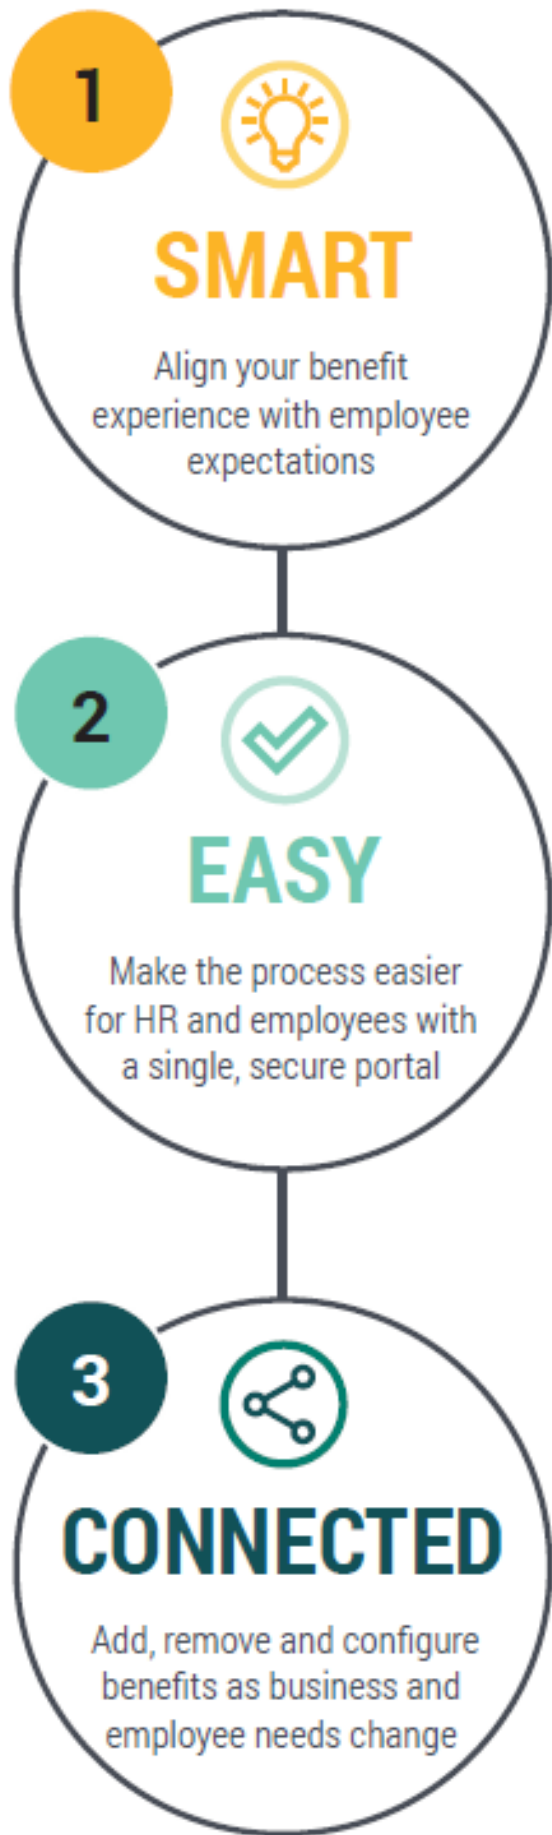 1
SMART
Align your benefit
experience with employee
expectations
2
EASY
Make the process easier
for HR and employees with
a single, secure portal
3
CONNECTED
Add, remove and configure
benefits as business and
employee needs change